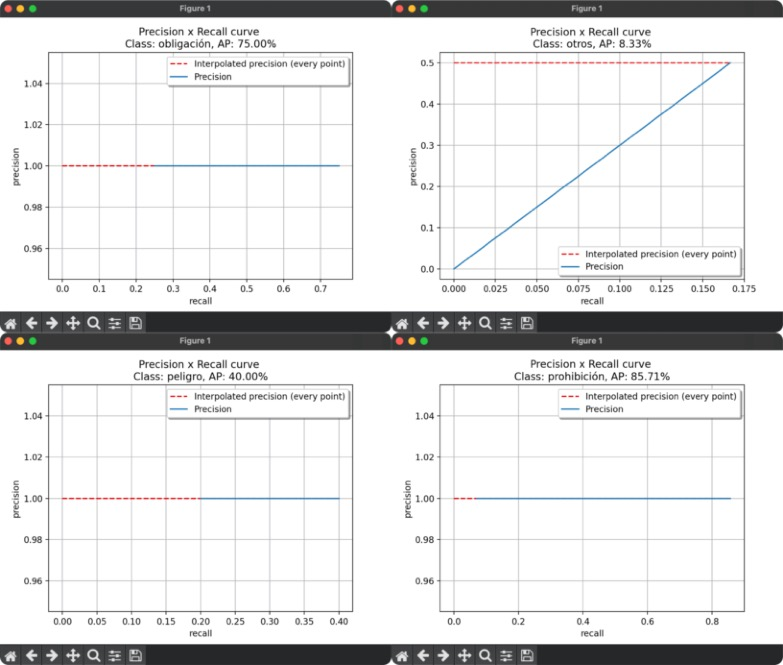 Figure 1
Precision x Recall curve
Class: obligación, AP: 75.00%
Interpolated precision (every point)
Precision
1.04
1.02
1.00
0.98
0.96
precision
0.0 0.1 0.2 0.3 0.4 0.5 0.6 0.7
recall
Figure 1
Precision x Recall curve
Class: otros, AP: 8.33%
0.5
0.4
0.3
0.2
0.1
0.0
precision
Interpolated precision (every point)
Precision
0.000 0.025 0.050 0.075 0.100 0.125 0.150 0.175
recall
Figure 1
Precision x Recall curve
Class: peligro, AP: 40.00%
Interpolated precision (every point)
Precision
1.04
1.02
1.00
0.98
0.96
precision
0.00 0.05 0.10 0.15 0.20 0.25 0.30 0.35 0.40
recall
Figure 1
Precision x Recall curve
Class: prohibición, AP: 85.71%
Interpolated precision (every point)
Precision
1.04
1.02
1.00
0.98
0.96
precision
0.0 0.2 0.4 0.6 0.8
recall